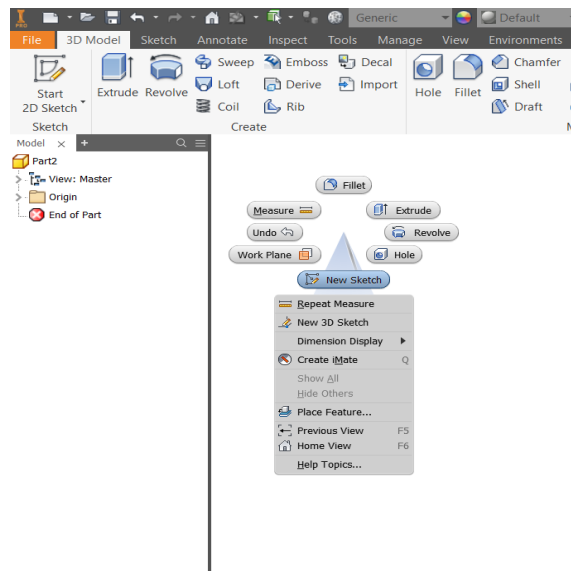 PRO
Generic
Default
File 3D Model Sketch Annotate Inspect Tools Manage View Environments
Start
2D Sketch
Extrude
Revolve
Sweep
Emboss
Decal
Loft
Derive
Import
Coil
Rib
Hole
Fillet
Chamfer
Shell
Draft
Sketch
Create
M
Model × +
Part2
View: Master
Origin
End of Part
Fillet
Measure
Extrude
Undo
Revolve
Work Plane
Hole
New Sketch
Repeat Measure
New 3D Sketch
Dimension Display
Create iMate Q
Show All
Hide Others
Place Feature...
Previous View F5
Home View F6
Help Topics...